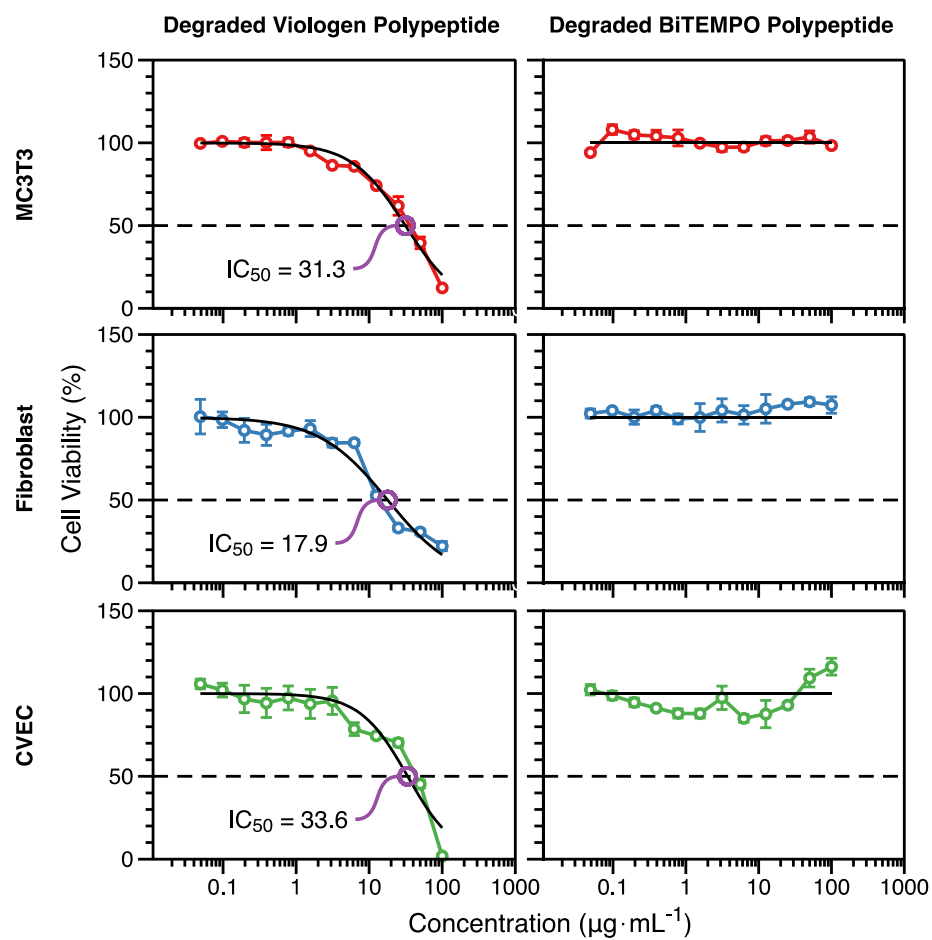 Degraded Viologen Polypeptide
Degraded BiTEMPO Polypeptide
MC3T3
150
100
50
0
IC50 = 31.3
Fibroblast
Cell Viability (%)
150
100
50
0
IC50 = 17.9
CVEC
150
100
50
0
IC50 = 33.6
0.1 1 10 100 1000
0.1 1 10 100 1000
Concentration (µg·mL⁻¹)